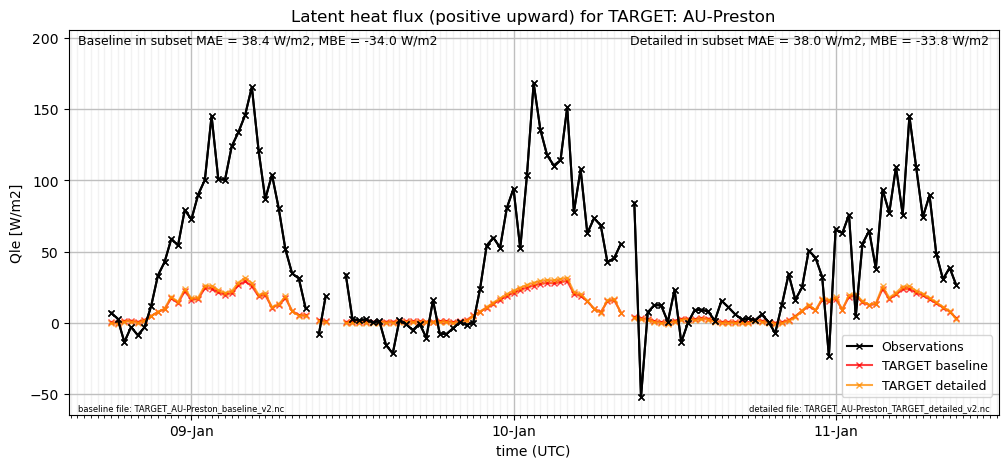 Latent heat flux (positive upward) for TARGET: AU-Preston
Baseline in subset MAE = 38.4 W/m2, MBE = -34.0 W/m2
Detailed in subset MAE = 38.0 W/m2, MBE = -33.8 W/m2
200
150
100
50
0
−50
Qle [W/m2]
Observations
TARGET baseline
TARGET detailed
baseline file: TARGET_AU-Preston_baseline_v2.nc
detailed file: TARGET_AU-Preston_TARGET_detailed_v2.nc
09-Jan
10-Jan
11-Jan
time (UTC)